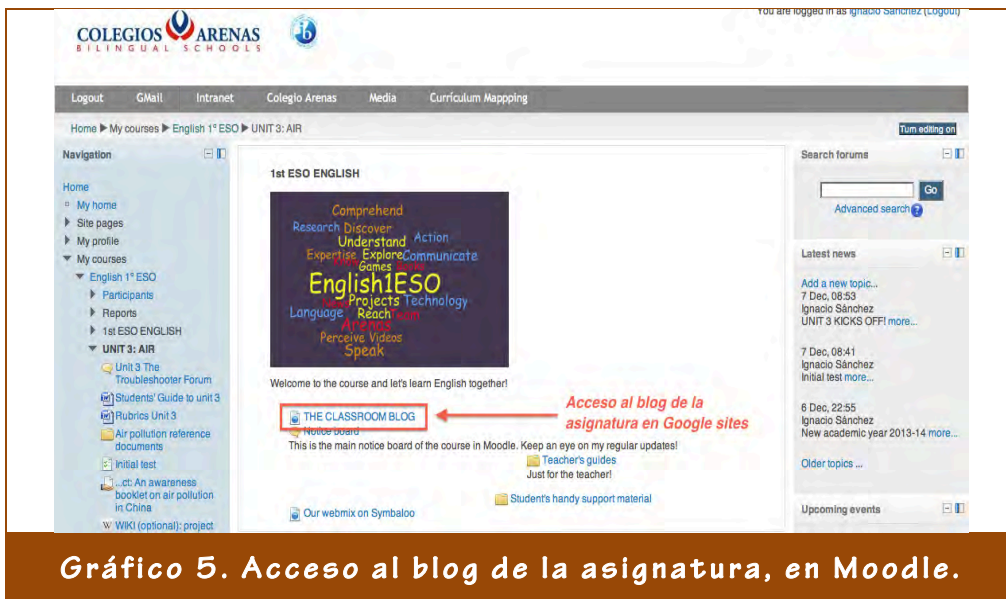 You are logged in as Ignacio Sánchez (Logout)
COLEGIOS ARENAS
BILINGUAL SCHOOLS
Logout GMail Intranet Colegio Arenas Media Currículum Mappping
Home ▶ My courses ▶ English 1º ESO ▶ UNIT 3: AIR
Turn editing on
Navigation
Home
My home
Site pages
My profile
My courses
English 1º ESO
Participants
Reports
1st ESO ENGLISH
UNIT 3: AIR
Unit 3 The
Troubleshooter Forum
Students' Guide to unit 3
Rubrics Unit 3
Air pollution reference
documents
Initial test
...ct: An awareness
booklet on air pollution
in China
WIKI (optional): project
1st ESO ENGLISH
Comprehend
Research Discover
Understand Action
Expertise Explore Communicate
Games
English1ESO
Projects Technology
Language Reach Team
Arenas
Perceive Videos
Speak
Welcome to the course and let's learn English together!
THE CLASSROOM BLOG
Acceso al blog de la
asignatura en Google sites
Notice board
This is the main notice board of the course in Moodle. Keep an eye on my regular updates!
Teacher's guides
Just for the teacher!
Student's handy support material
Our webmix on Symbaloo
Search forums
Go
Advanced search
Latest news
Add a new topic...
7 Dec, 08:53
Ignacio Sánchez
UNIT 3 KICKS OFF! more...
7 Dec, 08:41
Ignacio Sánchez
Initial test more...
6 Dec, 22:55
Ignacio Sánchez
New academic year 2013-14 more...
Older topics ...
Upcoming events
Gráfico 5. Acceso al blog de la asignatura, en Moodle.